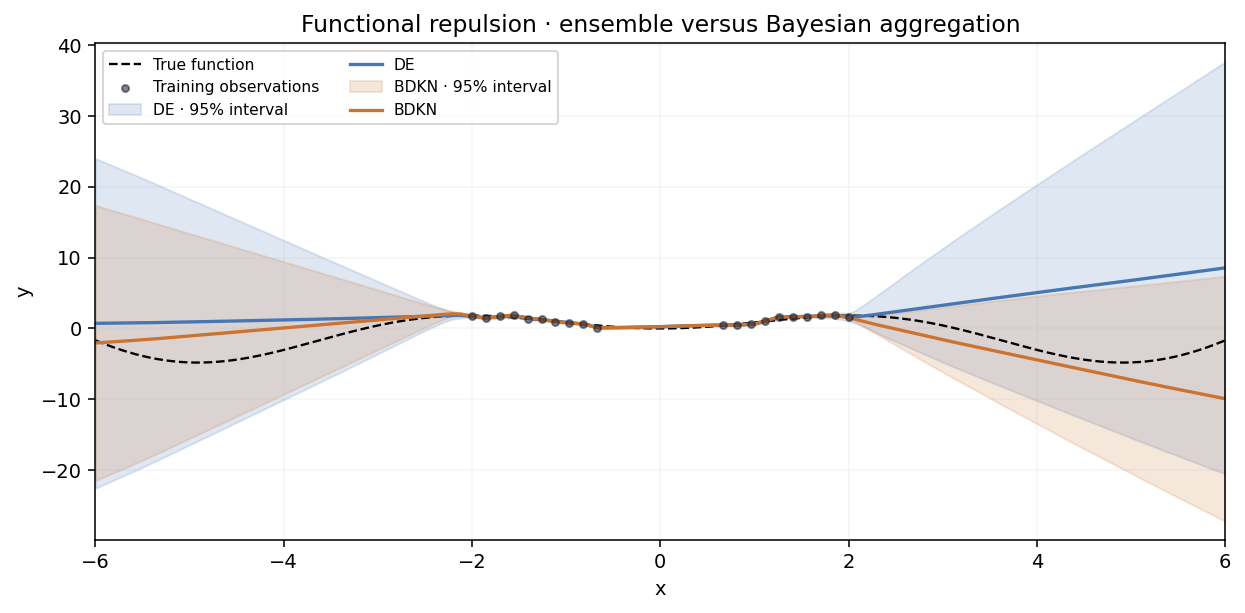 Functional repulsion · ensemble versus Bayesian aggregation
True function
Training observations
DE · 95% interval
DE
BDKN · 95% interval
BDKN
40
30
20
10
0
−10
−20
y
−6
−4
−2
0
2
4
6
x